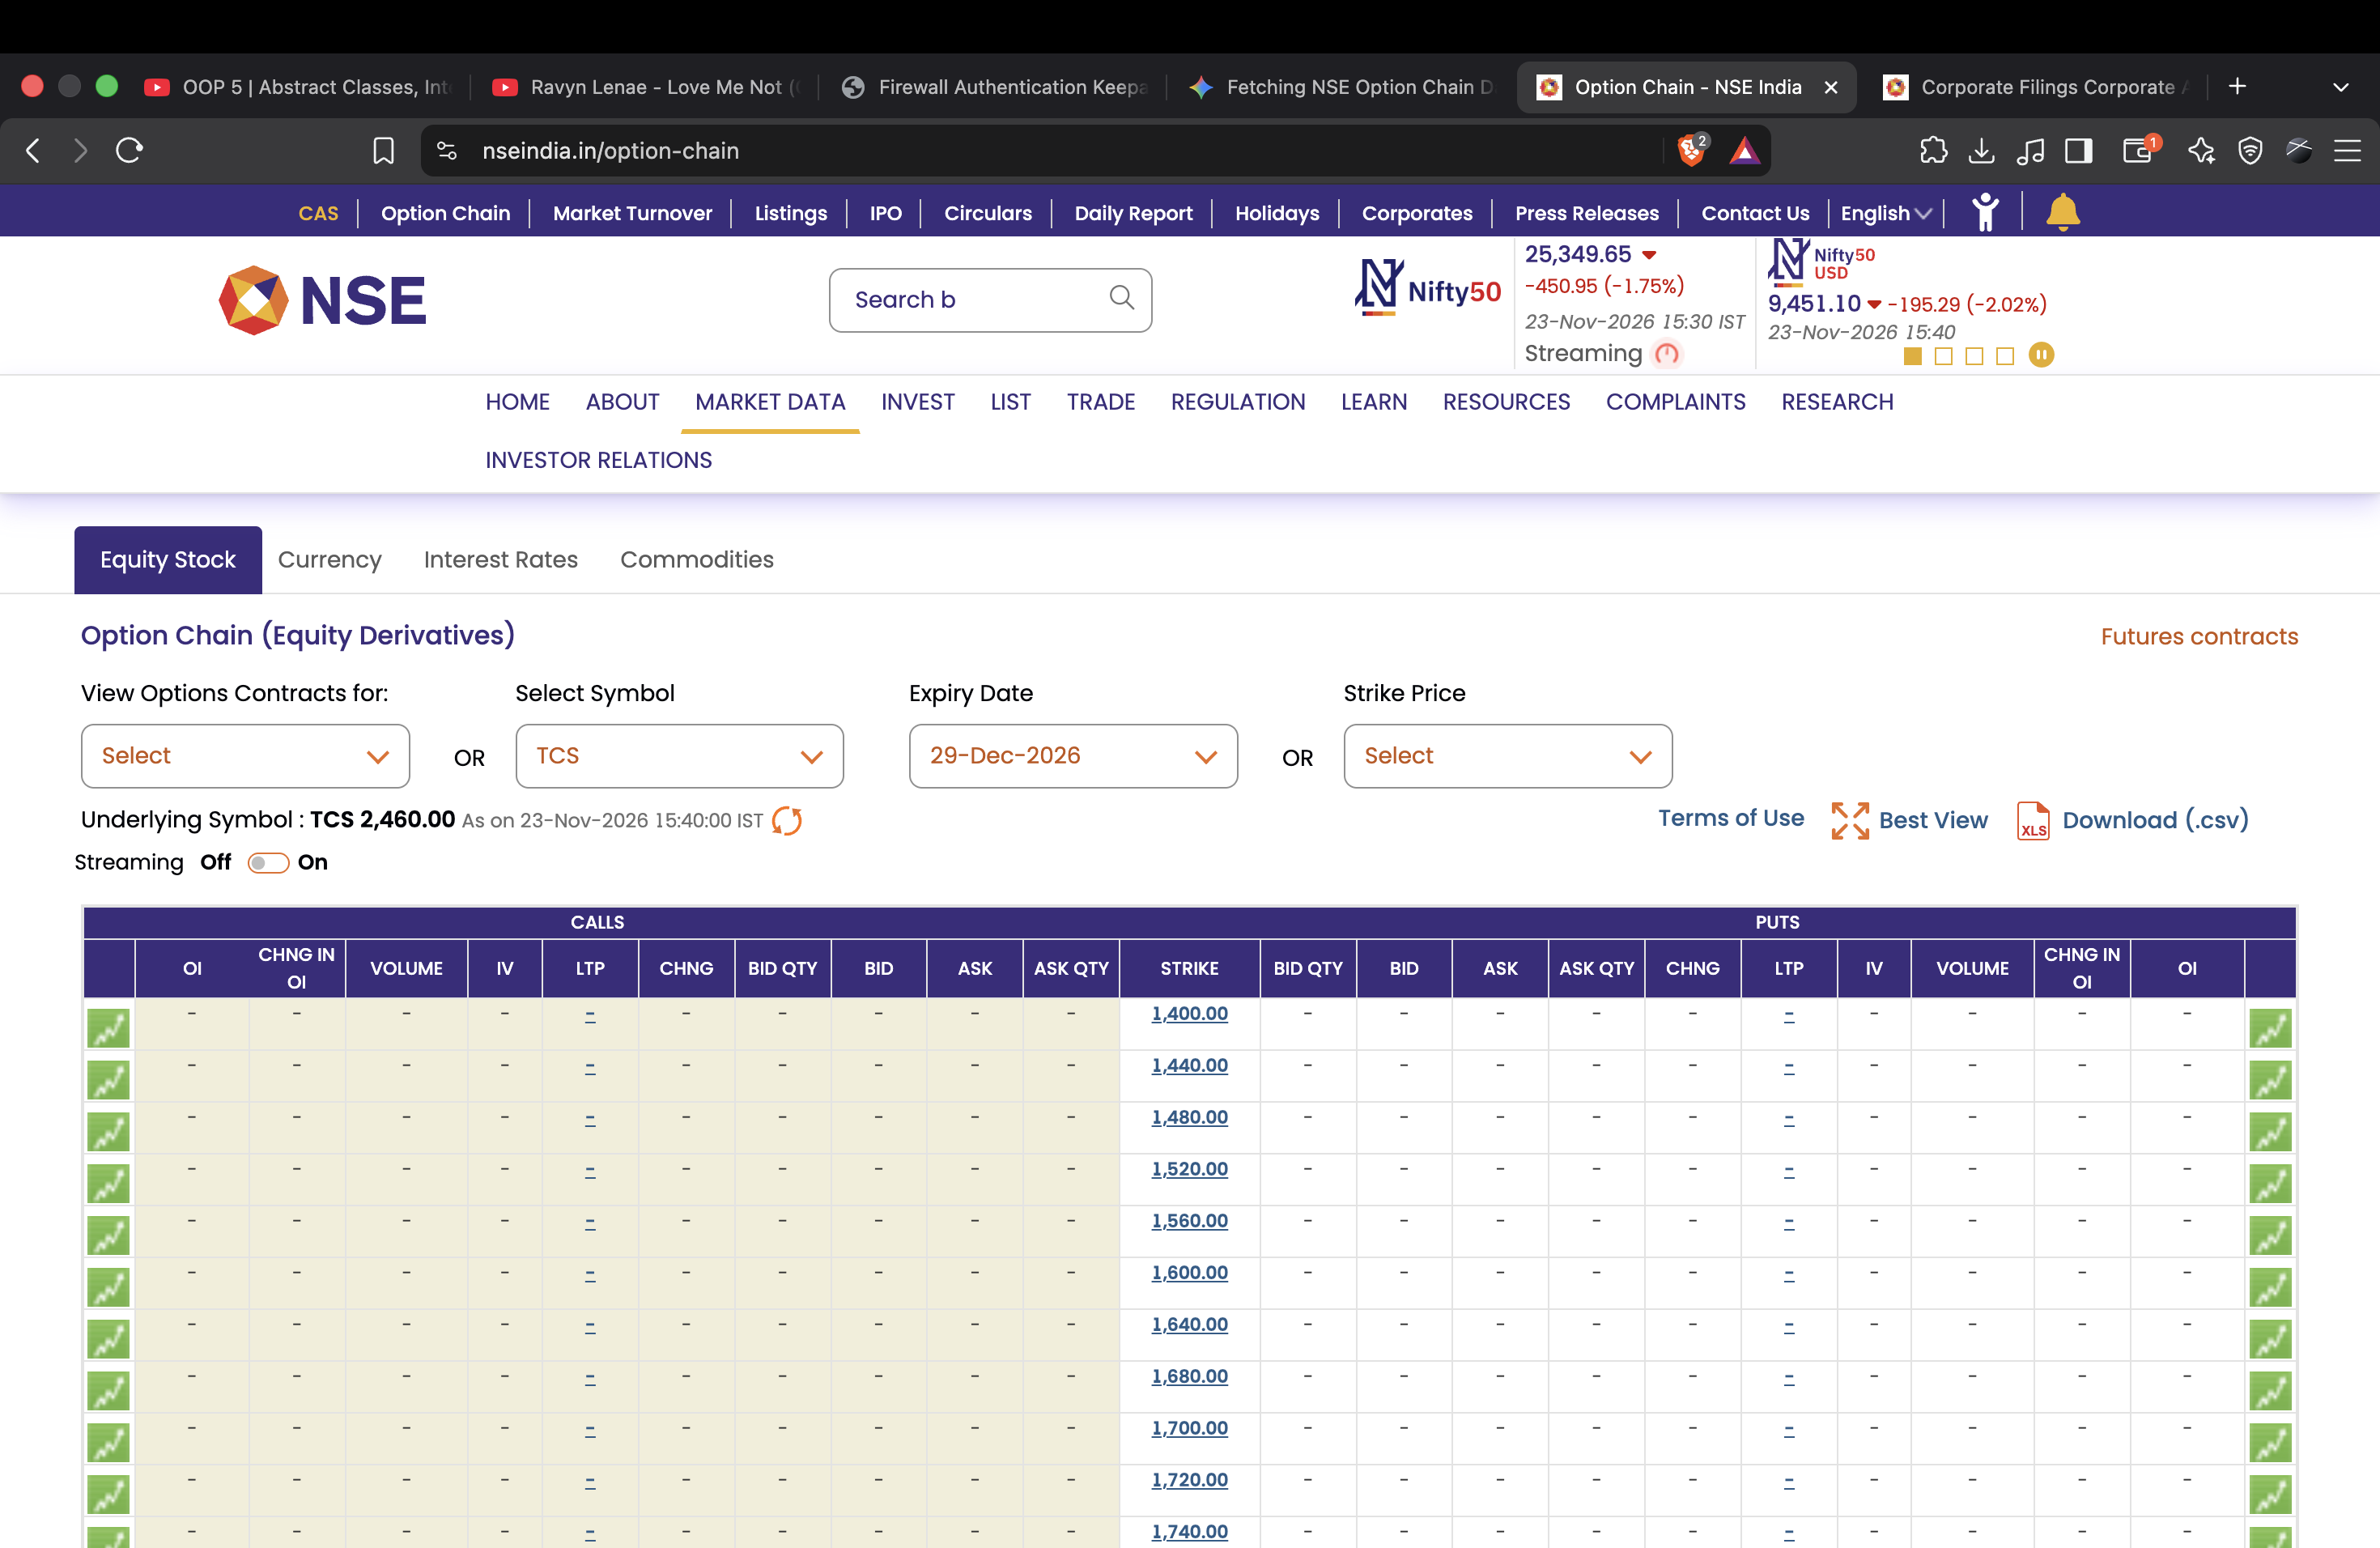 OOP 5 | Abstract Classes, Int
Ravyn Lenae - Love Me Not (
Firewall Authentication Keepa
Fetching NSE Option Chain D
Option Chain - NSE India
Corporate Filings Corporate A
nseindia.in/option-chain
2
1
CAS Option Chain Market Turnover Listings IPO Circulars Daily Report Holidays Corporates Press Releases Contact Us English
NSE
Search b
Nifty50
25,349.65
-450.95 (-1.75%)
23-Nov-2026 15:30 IST
Streaming
Nifty50
USD
9,451.10 -195.29 (-2.02%)
23-Nov-2026 15:40
HOME ABOUT MARKET DATA INVEST LIST TRADE REGULATION LEARN RESOURCES COMPLAINTS RESEARCH
INVESTOR RELATIONS
Equity Stock Currency Interest Rates Commodities
Option Chain (Equity Derivatives) Futures contracts
View Options Contracts for: Select Symbol Expiry Date Strike Price
Select OR TCS 29-Dec-2026 OR Select
Underlying Symbol : TCS 2,460.00 As on 23-Nov-2026 15:40:00 IST Terms of Use Best View XLS Download (.csv)
Streaming Off On
CALLS PUTS
OI CHNG IN OI VOLUME IV LTP CHNG BID QTY BID ASK ASK QTY STRIKE BID QTY BID ASK ASK QTY CHNG LTP IV VOLUME CHNG IN OI OI
- - - - - - - - - - 1,400.00 - - - - - - - - - -
- - - - - - - - - - 1,440.00 - - - - - - - - - -
- - - - - - - - - - 1,480.00 - - - - - - - - - -
- - - - - - - - - - 1,520.00 - - - - - - - - - -
- - - - - - - - - - 1,560.00 - - - - - - - - - -
- - - - - - - - - - 1,600.00 - - - - - - - - - -
- - - - - - - - - - 1,640.00 - - - - - - - - - -
- - - - - - - - - - 1,680.00 - - - - - - - - - -
- - - - - - - - - - 1,700.00 - - - - - - - - - -
- - - - - - - - - - 1,720.00 - - - - - - - - - -
- - - - - - - - - - 1,740.00 - - - - - - - - - -